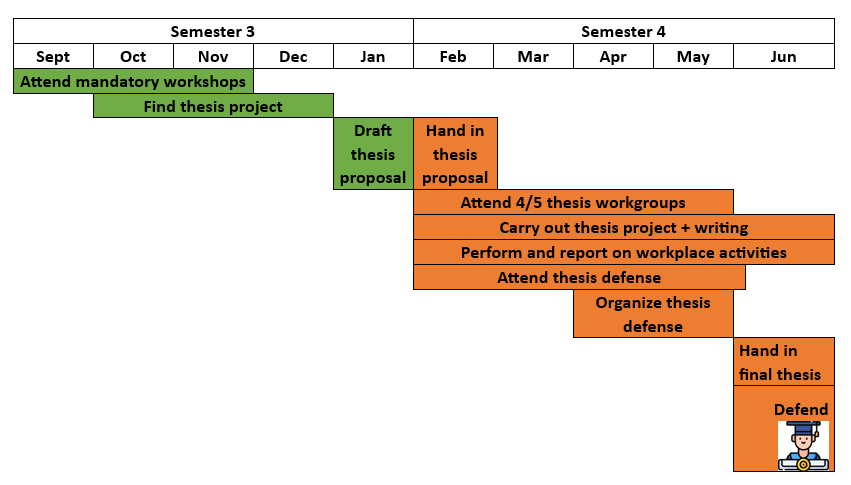 Semester 3 Semester 4
Sept Oct Nov Dec Jan Feb Mar Apr May Jun
Attend mandatory workshops
Find thesis project
Draft Hand in
thesis thesis
proposal proposal
Attend 4/5 thesis workgroups
Carry out thesis project + writing
Perform and report on workplace activities
Attend thesis defense
Organize thesis
defense
Hand in
final thesis
Defend